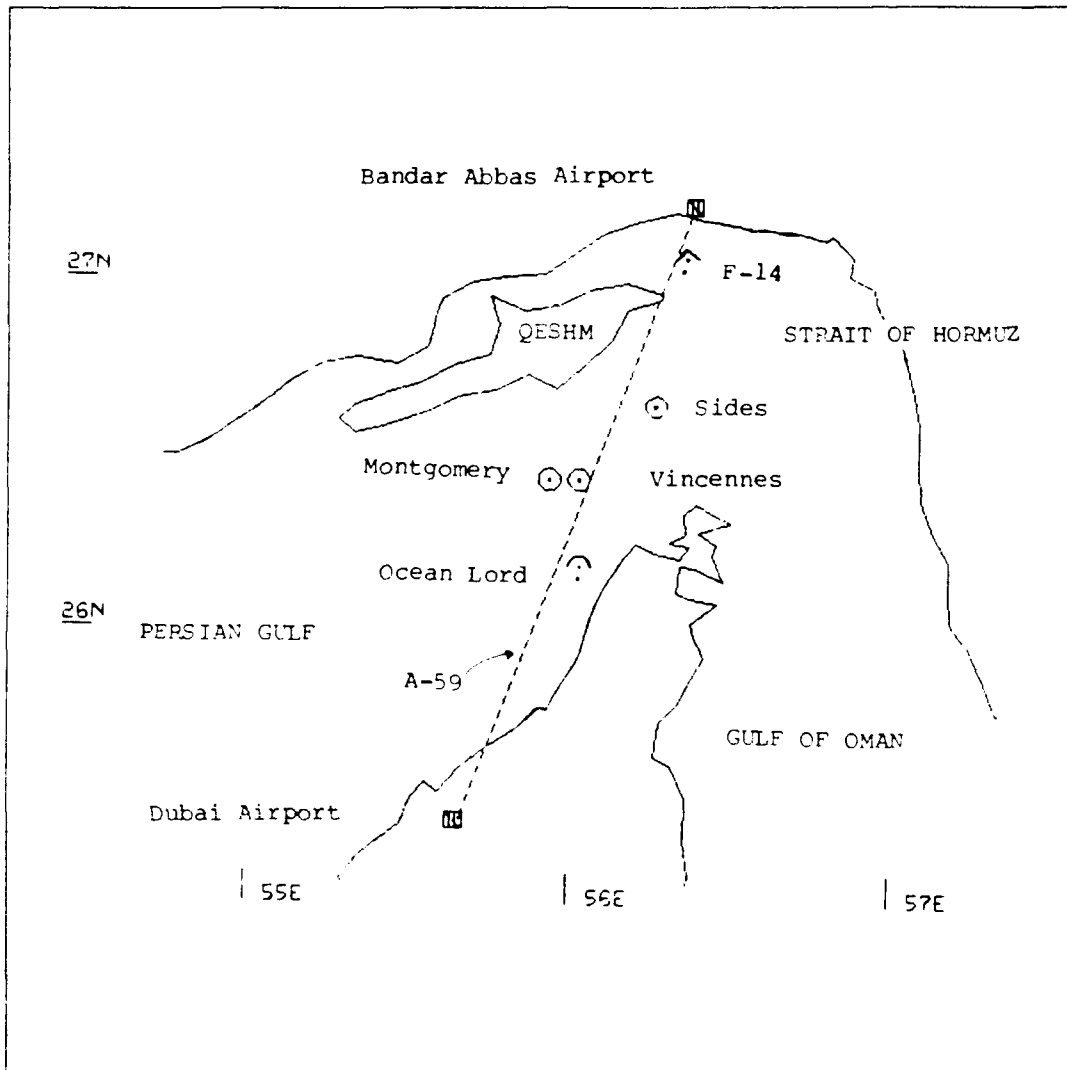 Bandar Abbas Airport
27N
F-14
QESHM
STRAIT OF HORMUZ
Sides
Montgomery
Vincennes
Ocean Lord
26N
PERSIAN GULF
A-59
GULF OF OMAN
Dubai Airport
55E
56E
57E